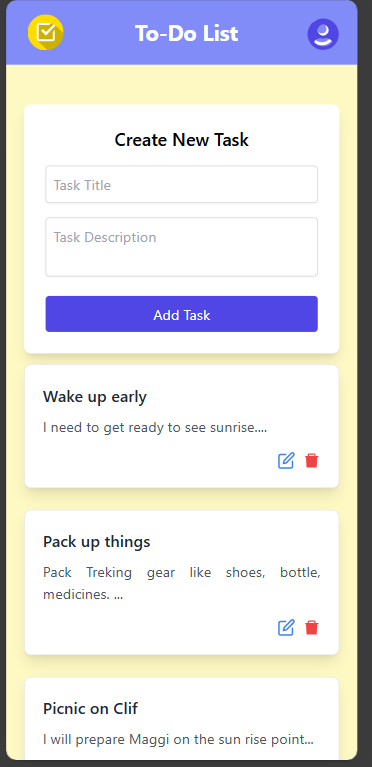 To-Do List
Create New Task
Task Title
Task Description
Add Task
Wake up early
I need to get ready to see sunrise....
Pack up things
Pack Treking gear like shoes, bottle,
medicines. ...
Picnic on Clif
I will prepare Maggi on the sun rise point...